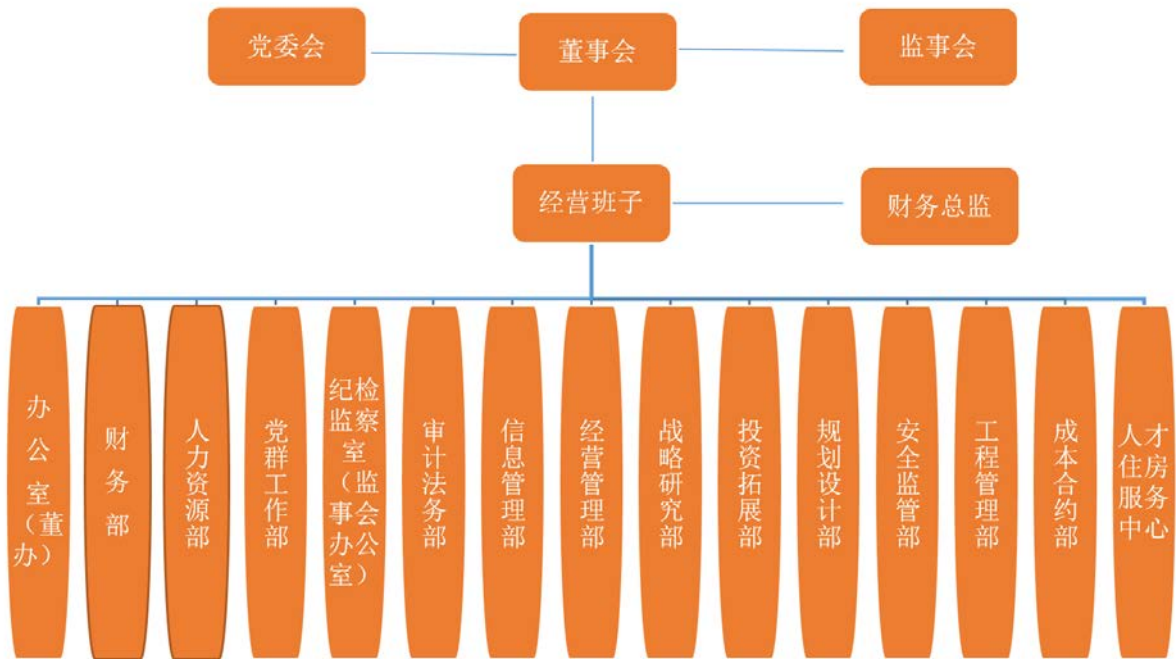 党委会
董事会
监事会
经营班子
财务总监
办公室（董办）
财务部
人力资源部
党群工作部
纪检监察室（监事会办公室）
审计法务部
信息管理部
经营管理部
战略研究部
投资拓展部
规划设计部
安全监管部
工程管理部
成本合约部
人才住房服务中心